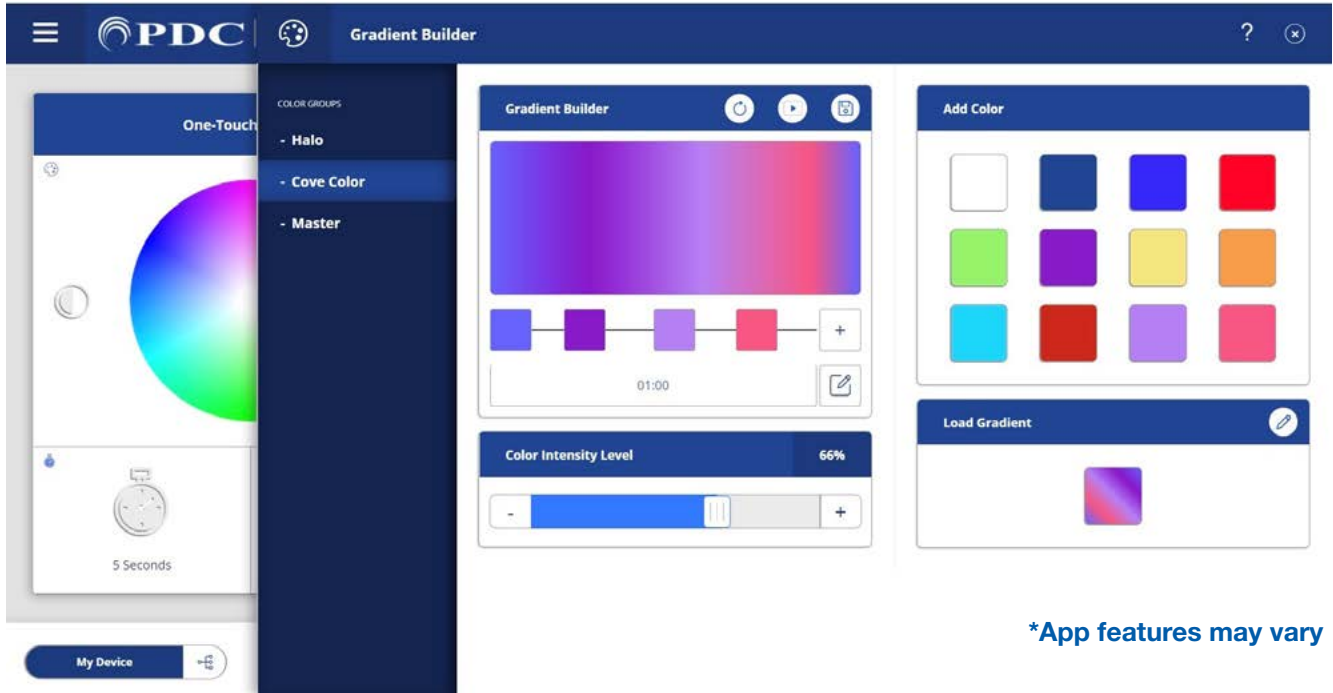 PDC
Gradient Builder
?
One-Touch
COLOR GROUPS
- Halo
- Cove Color
- Master
5 Seconds
My Device
Gradient Builder
+
01:00
Color Intensity Level
66%
-
+
Add Color
Load Gradient
*App features may vary